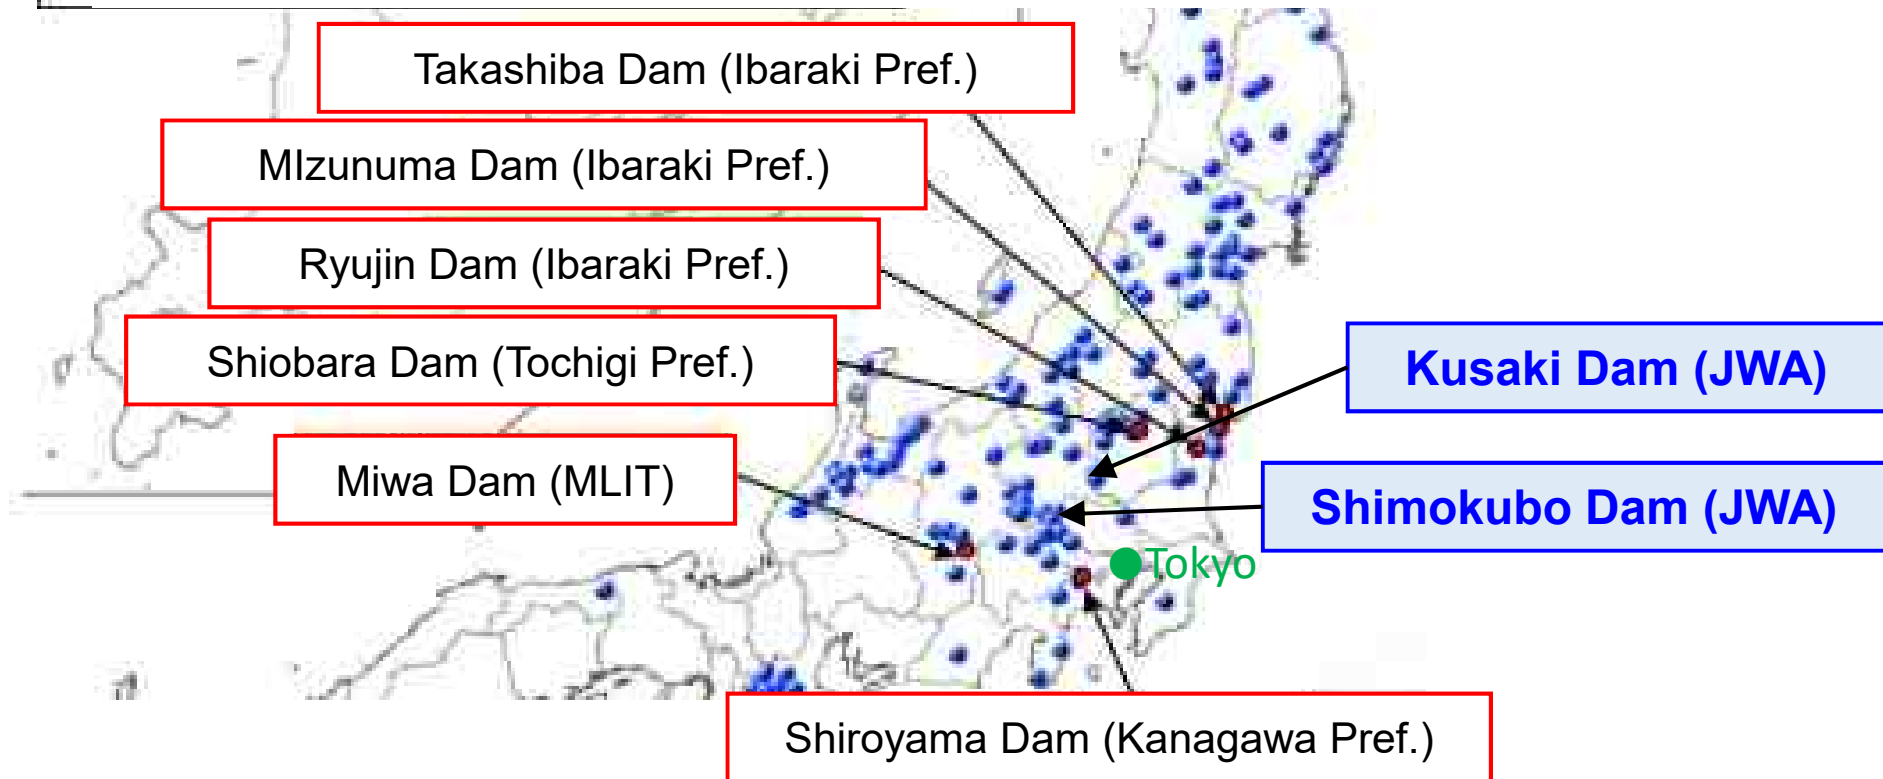 Takashiba Dam (Ibaraki Pref.)
MIzunuma Dam (Ibaraki Pref.)
Ryujin Dam (Ibaraki Pref.)
Shiobara Dam (Tochigi Pref.)
Kusaki Dam (JWA)
Miwa Dam (MLIT)
Shimokubo Dam (JWA)
Tokyo
Shiroyama Dam (Kanagawa Pref.)